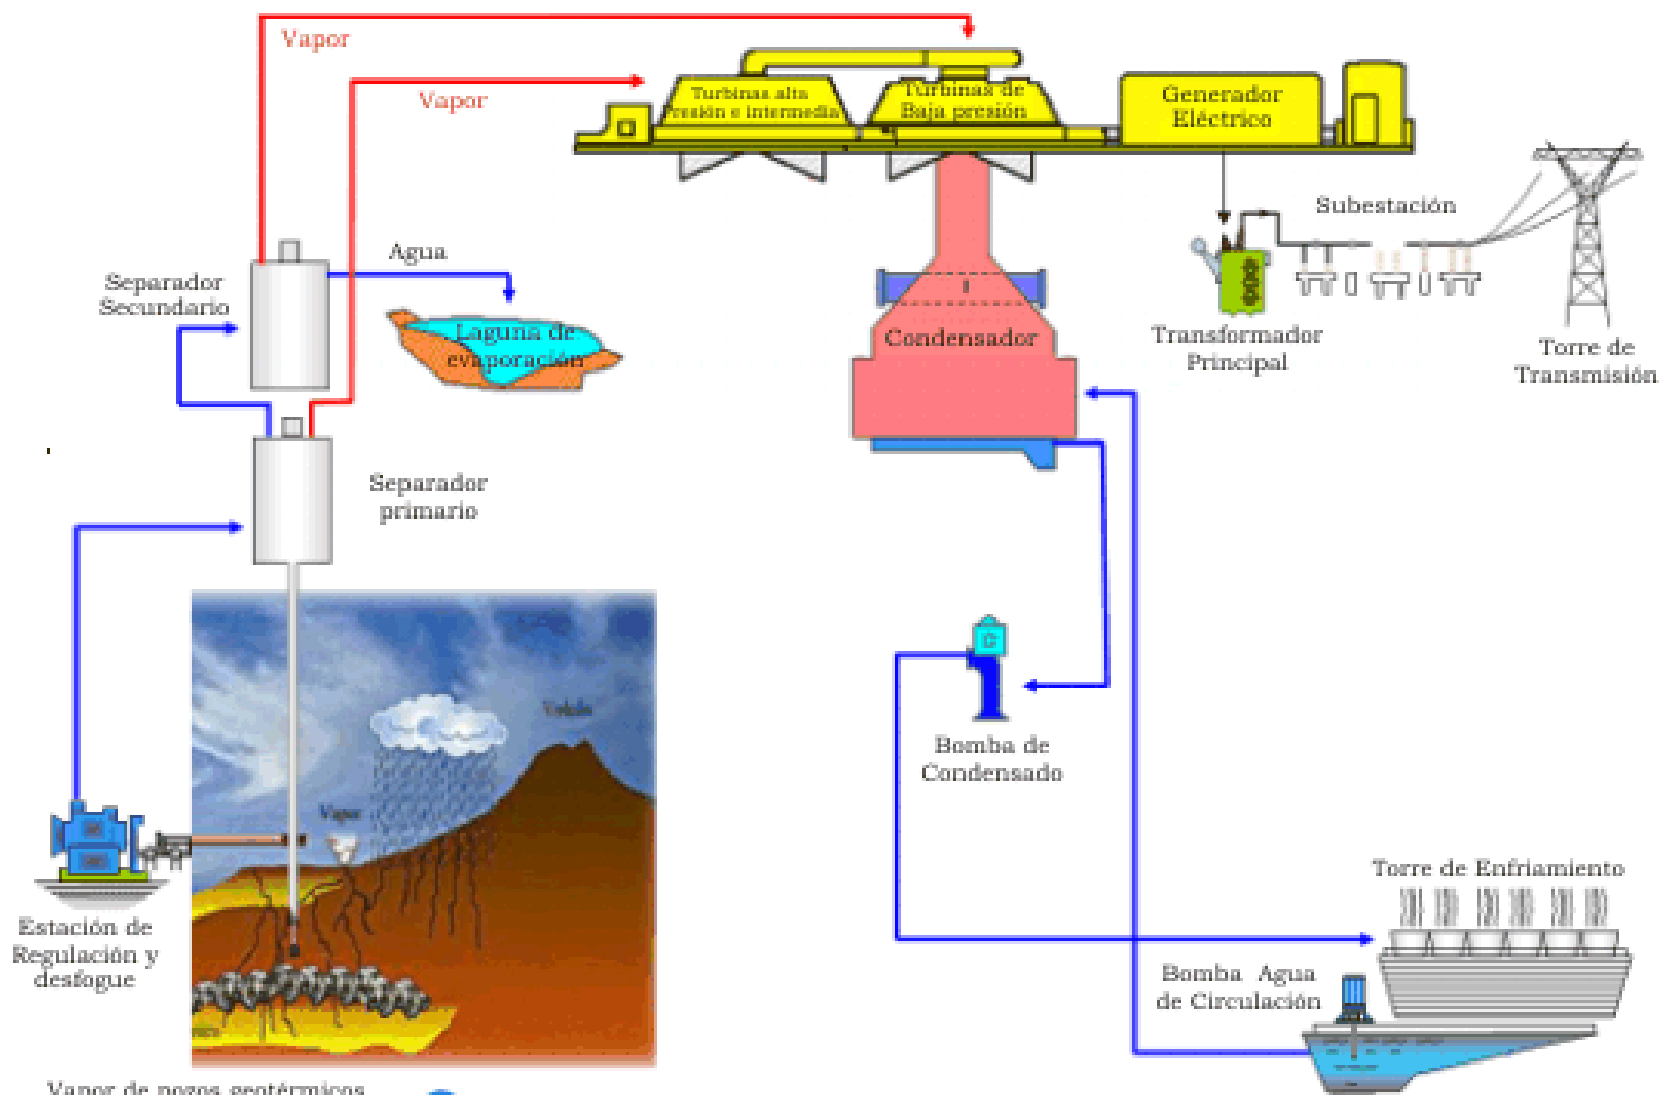 Vapor
Vapor
Turbinas alta
presión e intermedia
Turbinas de
Baja presión
Generador
Eléctrico
Subestación
Agua
Separador
Secundario
Laguna de
evaporación
Condensador
Transformador
Principal
Torre de
Transmisión
Separador
primario
Volcán
Vapor
Bomba de
Condensado
Torre de Enfriamiento
Estación de
Regulación y
desfogue
Bomba Agua
de Circulación
Vapor de pozos geotérmicos